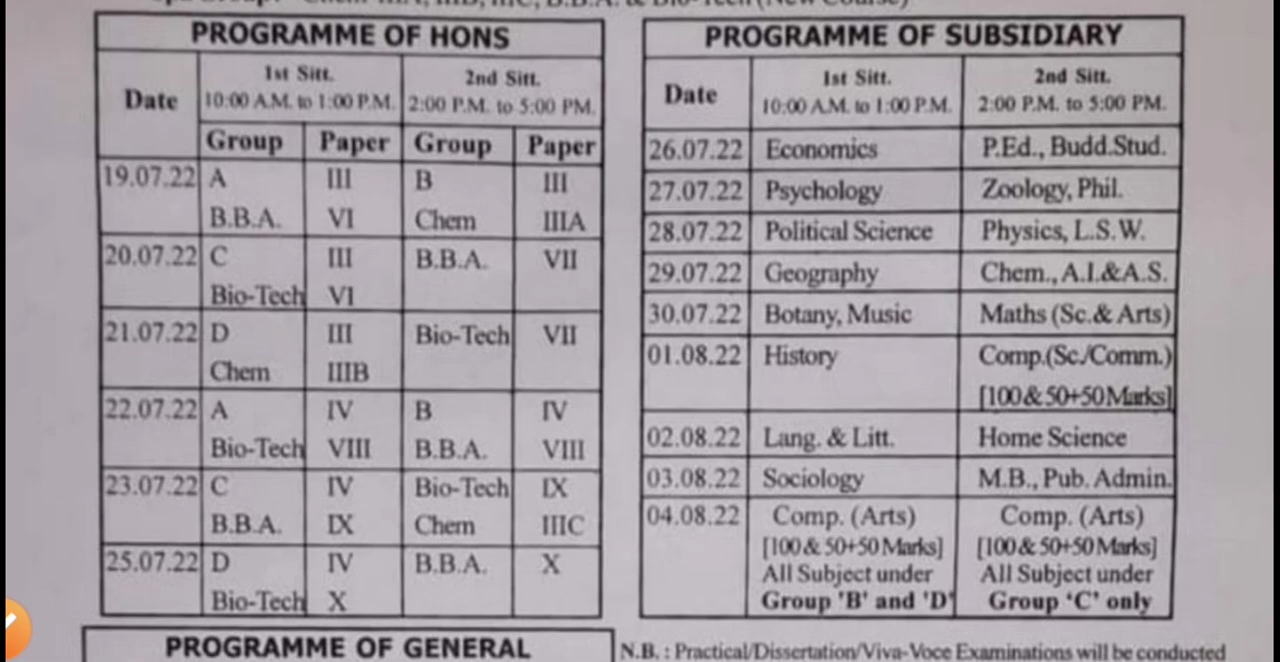 PROGRAMME OF HONS
Date 1st Sitt. 2nd Sitt.
10:00 A.M. to 1:00 P.M. 2:00 P.M. to 5:00 PM.
Group Paper Group Paper
19.07.22 A III B III
B.B.A. VI Chem IIIA
20.07.22 C III B.B.A. VII
Bio-Tech VI
21.07.22 D III Bio-Tech VII
Chem IIIB
22.07.22 A IV B IV
Bio-Tech VIII B.B.A. VIII
23.07.22 C IV Bio-Tech IX
B.B.A. IX Chem IIIC
25.07.22 D IV B.B.A. X
Bio-Tech X
PROGRAMME OF SUBSIDIARY
Date 1st Sitt. 2nd Sitt.
10:00 A.M. to 1:00 P.M. 2:00 P.M. to 5:00 PM.
26.07.22 Economics P.Ed., Budd.Stud.
27.07.22 Psychology Zoology, Phil.
28.07.22 Political Science Physics, L.S.W.
29.07.22 Geography Chem., A.I.&A.S.
30.07.22 Botany, Music Maths (Sc.& Arts)
01.08.22 History Comp.(Sc./Comm.)
[100 & 50+50 Marks]
02.08.22 Lang. & Litt. Home Science
03.08.22 Sociology M.B., Pub. Admin.
04.08.22 Comp. (Arts) Comp. (Arts)
[100 & 50+50 Marks] [100 & 50+50 Marks]
All Subject under All Subject under
Group 'B' and 'D' Group 'C' only
PROGRAMME OF GENERAL
N.B. : Practical/Dissertation/Viva-Voce Examinations will be conducted